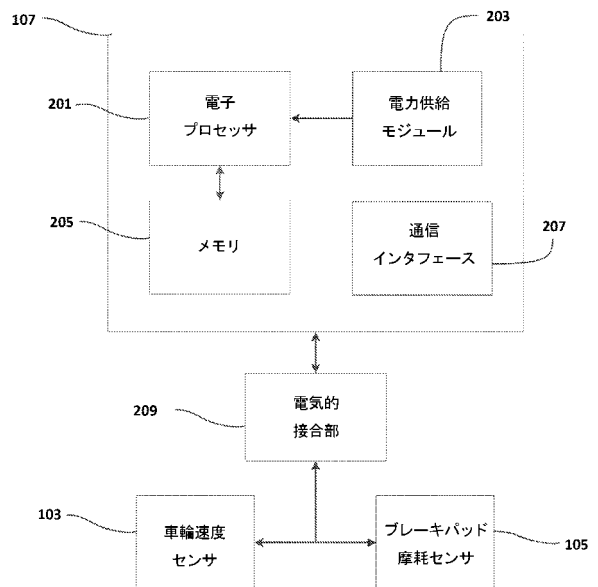 107
203
201
電子
プロセッサ
電力供給
モジュール
205
メモリ
通信
インタフェース
207
209
電気的
接合部
103
車輪速度
センサ
ブレーキパッド
摩耗センサ
105